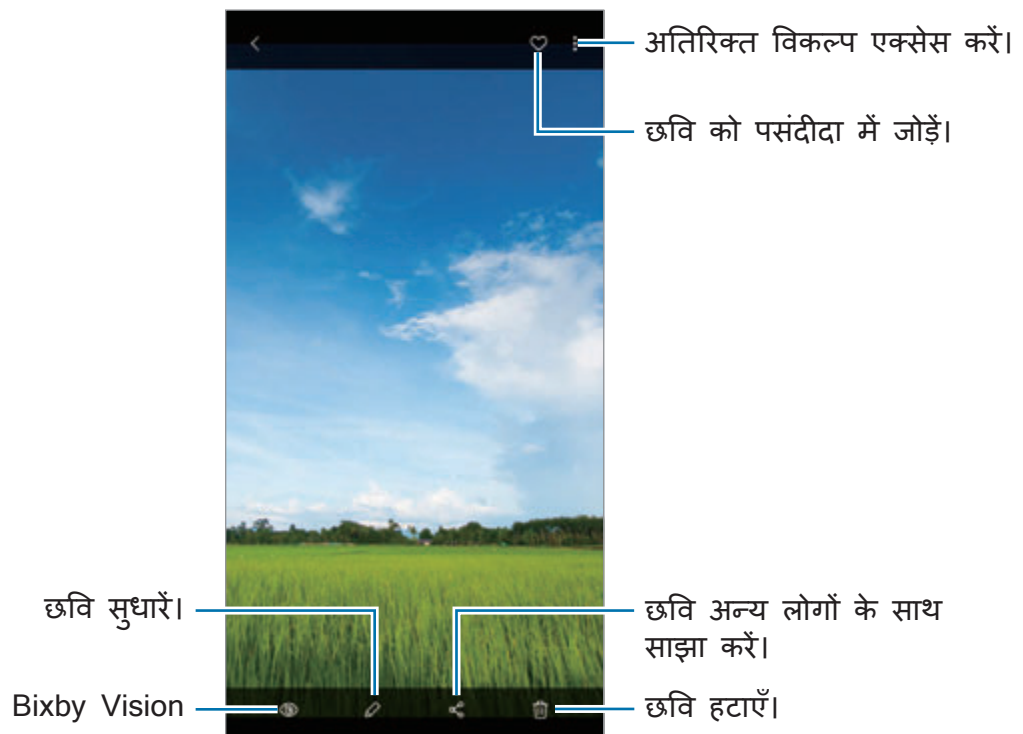 अतिरिक्त विकल्प एक्सेस करें।
छवि को पसंदीदा में जोड़ें।
छवि सुधारें।
छवि अन्य लोगों के साथ
साझा करें।
Bixby Vision
छवि हटाएँ।